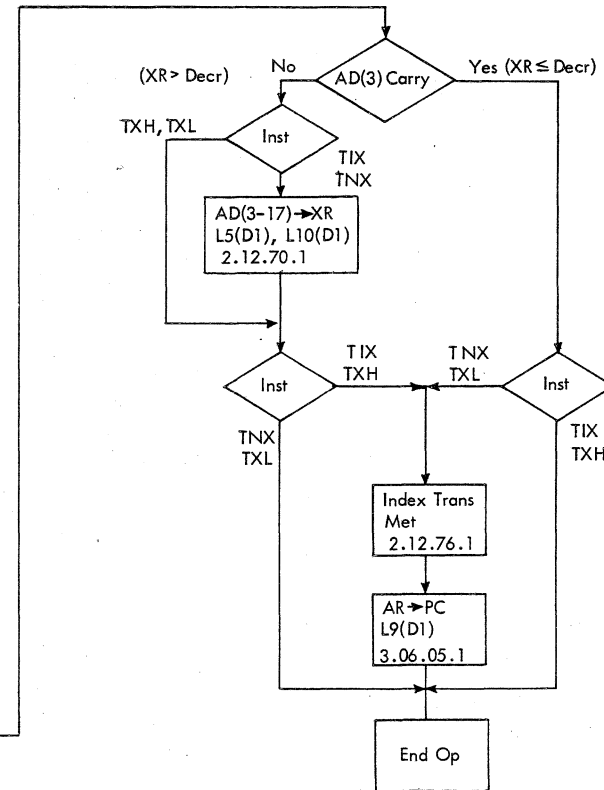 AD(3) Carry
(XR > Decr)
No
Yes (XR ≤ Decr)
TXH, TXL
Inst
TIX
TNX
AD(3-17)→XR
L5(D1), L10(D1)
2.12.70.1
Inst
TIX
TXH
TNX
TXL
Inst
TNX
TXL
TIX
TXH
Index Trans
Met
2.12.76.1
AR→PC
L9(D1)
3.06.05.1
End Op